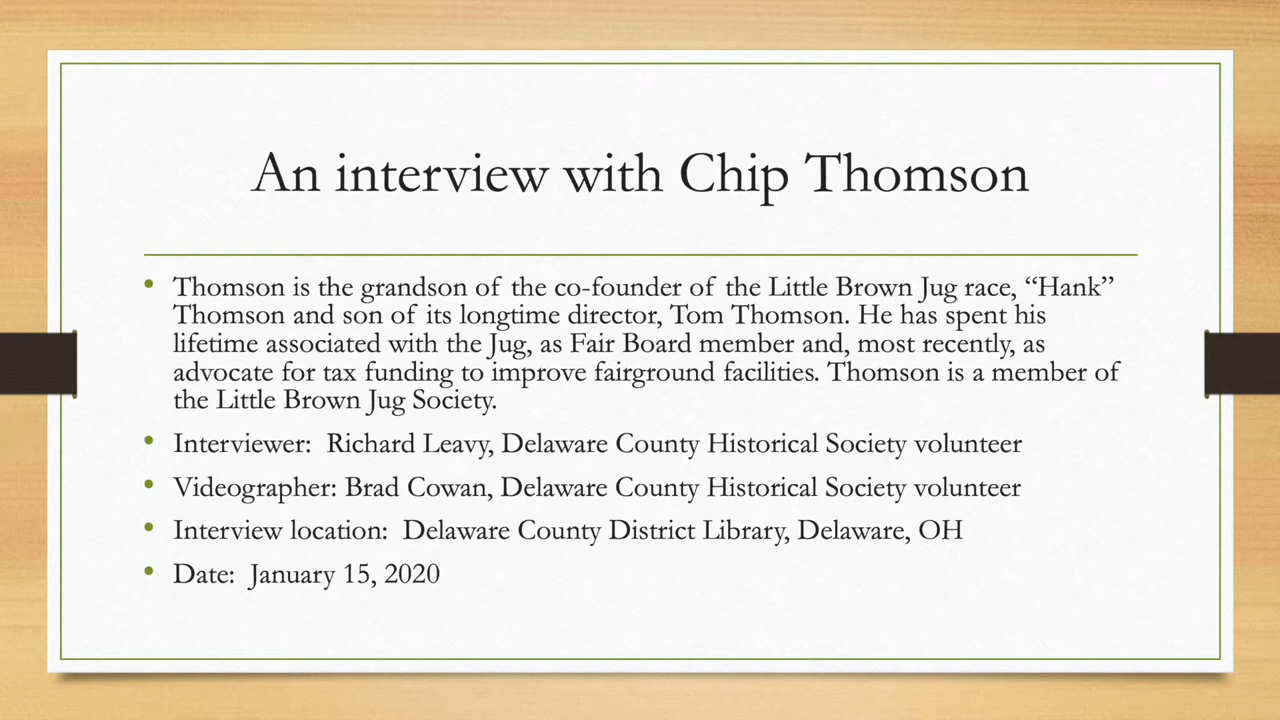 An interview with Chip Thomson
• Thomson is the grandson of the co-founder of the Little Brown Jug race, “Hank”
Thomson and son of its longtime director, Tom Thomson. He has spent his
lifetime associated with the Jug, as Fair Board member and, most recently, as
advocate for tax funding to improve fairground facilities. Thomson is a member of
the Little Brown Jug Society.
• Interviewer:  Richard Leavy, Delaware County Historical Society volunteer
• Videographer: Brad Cowan, Delaware County Historical Society volunteer
• Interview location:  Delaware County District Library, Delaware, OH
• Date:  January 15, 2020